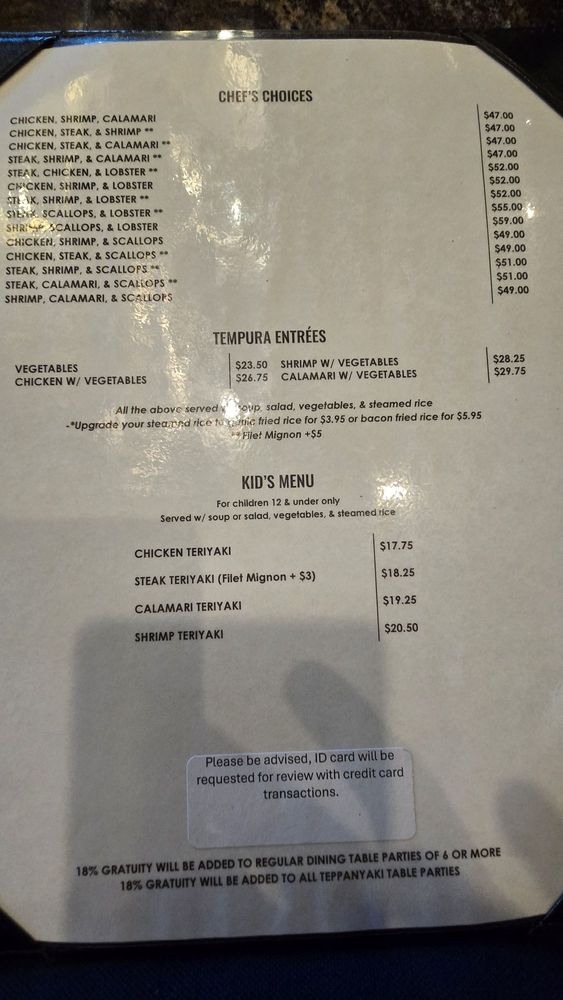 CHEF'S CHOICES
CHICKEN, SHRIMP, CALAMARI $47.00
CHICKEN, STEAK, & SHRIMP ** $47.00
CHICKEN, STEAK, & CALAMARI ** $47.00
STEAK, SHRIMP, & CALAMARI ** $47.00
STEAK, CHICKEN, & LOBSTER ** $52.00
CHICKEN, SHRIMP, & LOBSTER $52.00
STEAK, SHRIMP, & LOBSTER ** $52.00
STEAK, SCALLOPS, & LOBSTER ** $55.00
SHRIMP, SCALLOPS, & LOBSTER $59.00
CHICKEN, SHRIMP, & SCALLOPS $49.00
CHICKEN, STEAK, & SCALLOPS ** $49.00
STEAK, SHRIMP, & SCALLOPS ** $51.00
STEAK, CALAMARI, & SCALLOPS ** $51.00
SHRIMP, CALAMARI, & SCALLOPS $49.00
TEMPURA ENTRÉES
VEGETABLES $23.50 SHRIMP W/ VEGETABLES $28.25
CHICKEN W/ VEGETABLES $26.75 CALAMARI W/ VEGETABLES $29.75
All the above served w/ soup, salad, vegetables, & steamed rice
-*Upgrade your steamed rice to garlic fried rice for $3.95 or bacon fried rice for $5.95
**Filet Mignon +$5
KID'S MENU
For children 12 & under only
Served w/ soup or salad, vegetables, & steamed rice
CHICKEN TERIYAKI $17.75
STEAK TERIYAKI (Filet Mignon + $3) $18.25
CALAMARI TERIYAKI $19.25
SHRIMP TERIYAKI $20.50
Please be advised, ID card will be
requested for review with credit card
transactions.
18% GRATUITY WILL BE ADDED TO REGULAR DINING TABLE PARTIES OF 6 OR MORE
18% GRATUITY WILL BE ADDED TO ALL TEPPANYAKI TABLE PARTIES